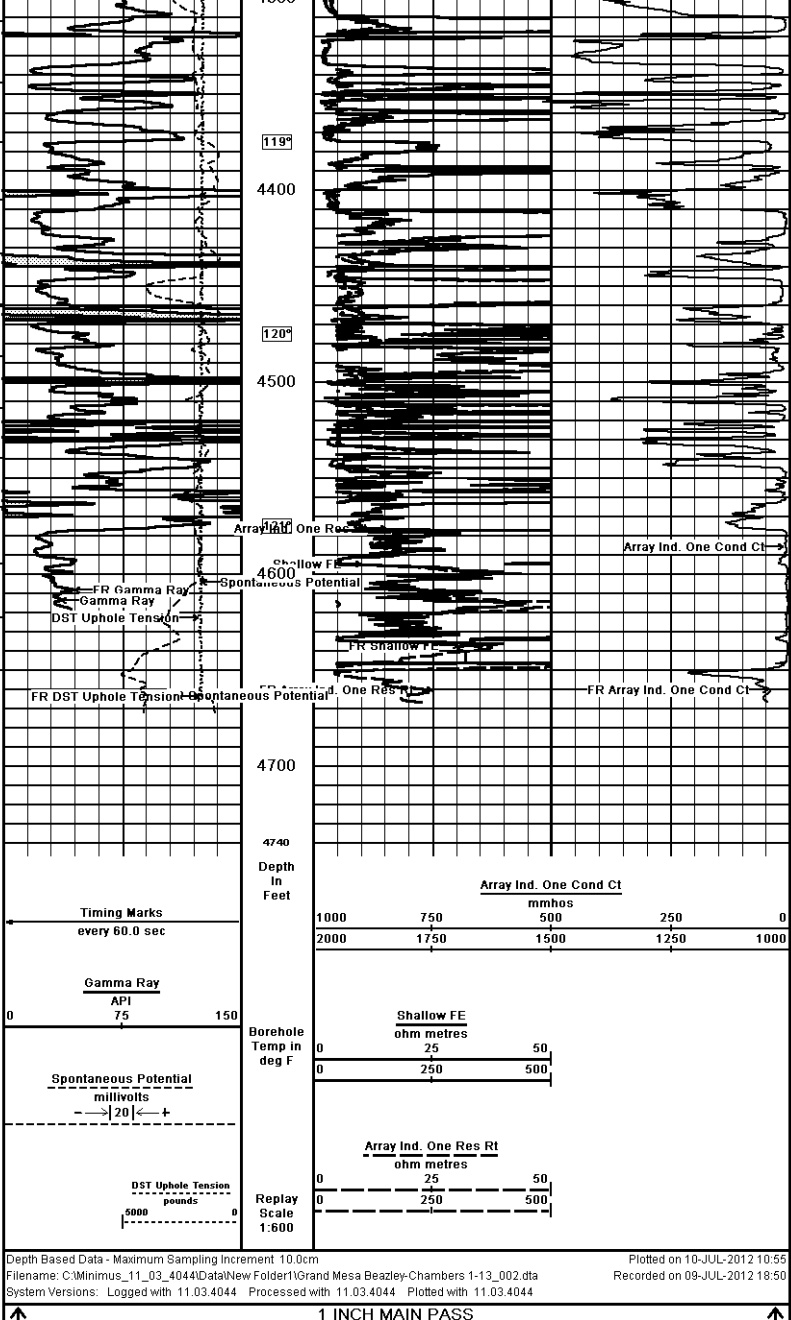 119°
4400
120°
4500
121°
Array Ind. One Res
Array Ind. One Cond Ct
Shallow FE
4600
Spontaneous Potential
FR Gamma Ray
Gamma Ray
DST Uphole Tension
FR Shallow FE
FR DST Uphole Tension
Spontaneous Potential
FR Array Ind. One Res Rt
FR Array Ind. One Cond Ct
4700
4740
Depth
In
Feet
Array Ind. One Cond Ct
mmhos
1000 750 500 250 0
2000 1750 1500 1250 1000
Timing Marks
every 60.0 sec
Gamma Ray
API
0 75 150
Borehole
Temp in
deg F
Shallow FE
ohm metres
0 25 50
0 250 500
Spontaneous Potential
millivolts
- 20 +
Array Ind. One Res Rt
ohm metres
0 25 50
0 250 500
DST Uphole Tension
pounds
5000 0
Replay
Scale
1:600
Depth Based Data - Maximum Sampling Increment 10.0cm
Plotted on 10-JUL-2012 10:55
Filename: C:\Minimus_11_03_4044\Data\New Folder1\Grand Mesa Beazley-Chambers 1-13_002.dta
Recorded on 09-JUL-2012 18:50
System Versions: Logged with 11.03.4044 Processed with 11.03.4044 Plotted with 11.03.4044
1 INCH MAIN PASS